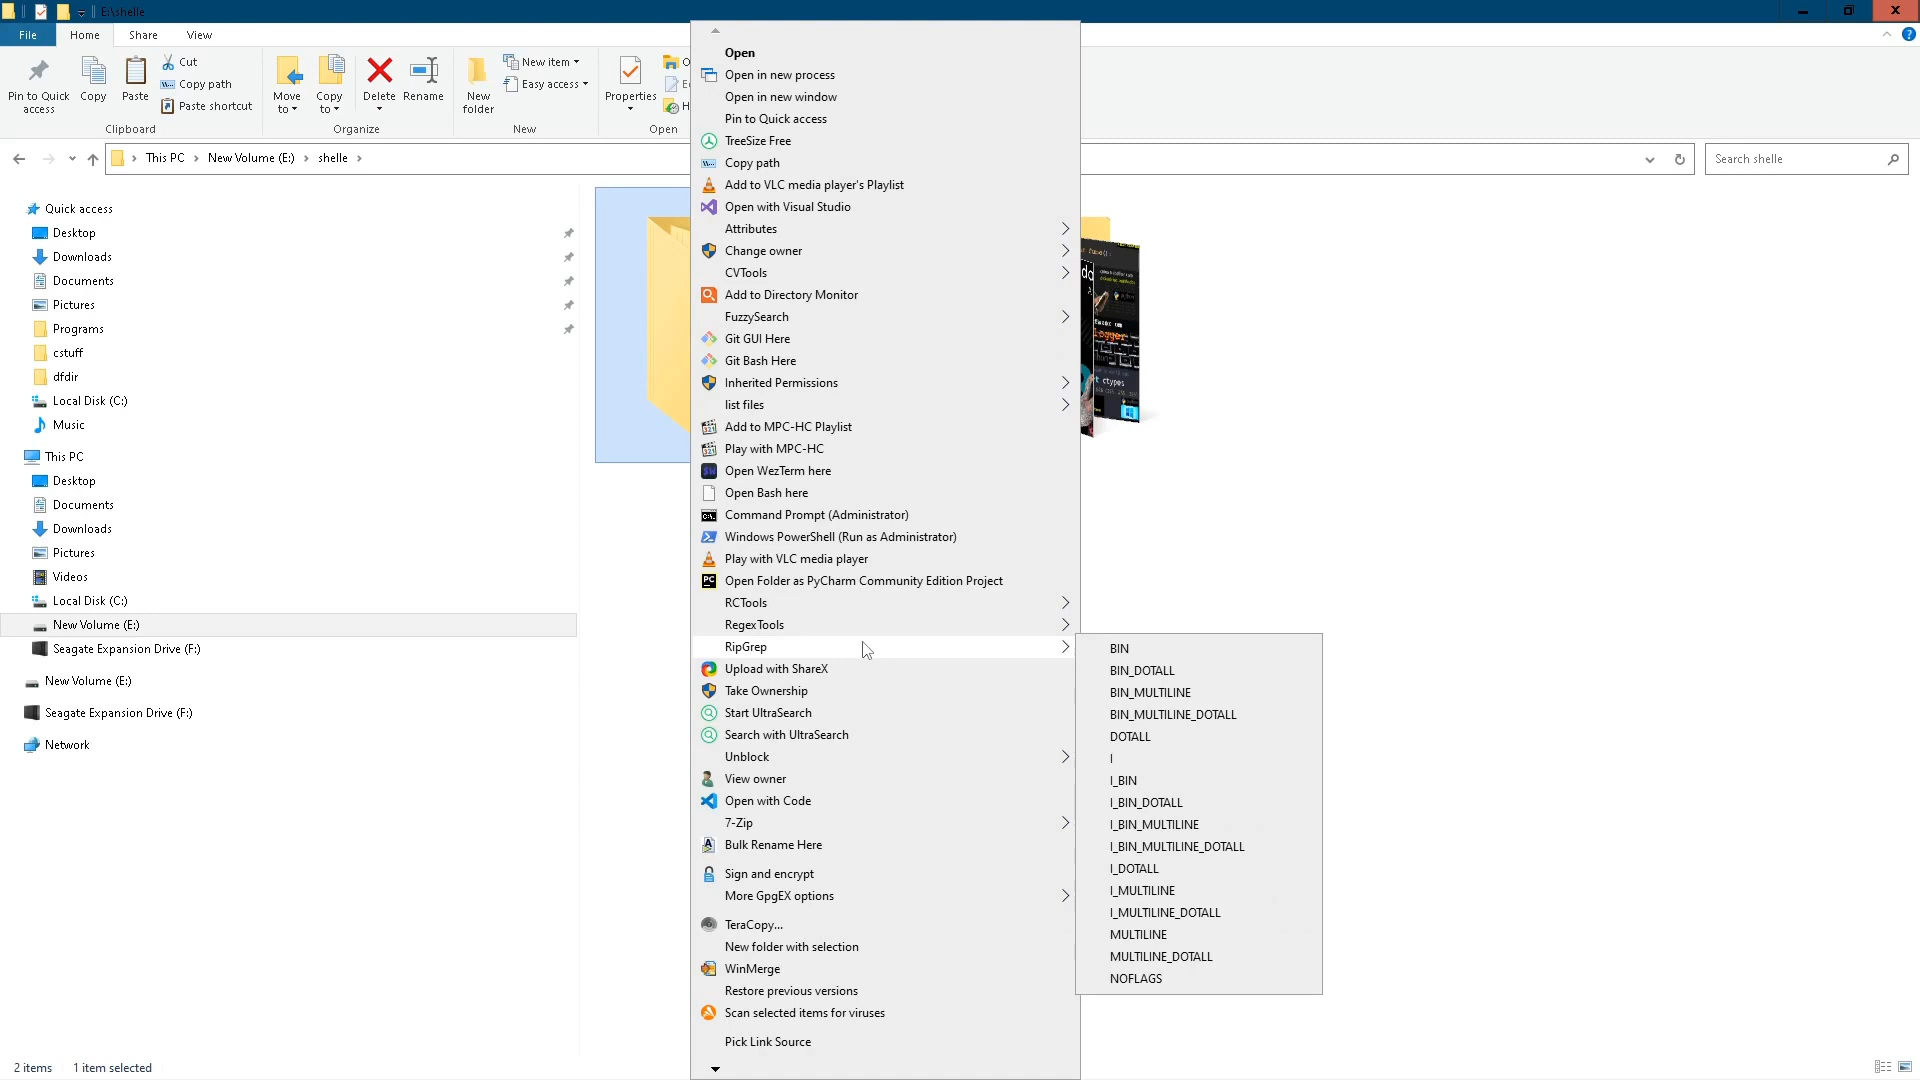 E:\shelle
File
Home
Share
View
Pin to Quick access
Copy
Paste
Cut
Copy path
Paste shortcut
Clipboard
Move to
Copy to
Delete
Rename
Organize
New folder
New item
Easy access
New
Properties
Open
This PC
New Volume (E:)
shelle
Search shelle
Quick access
Desktop
Downloads
Documents
Pictures
Programs
cstuff
dfdir
Local Disk (C:)
Music
This PC
Desktop
Documents
Downloads
Pictures
Videos
Local Disk (C:)
New Volume (E:)
Seagate Expansion Drive (F:)
New Volume (E:)
Seagate Expansion Drive (F:)
Network
2 items
1 item selected
Open
Open in new process
Open in new window
Pin to Quick access
TreeSize Free
Copy path
Add to VLC media player's Playlist
Open with Visual Studio
Attributes
Change owner
CVTools
Add to Directory Monitor
FuzzySearch
Git GUI Here
Git Bash Here
Inherited Permissions
list files
Add to MPC-HC Playlist
Play with MPC-HC
Open WezTerm here
Open Bash here
Command Prompt (Administrator)
Windows PowerShell (Run as Administrator)
Play with VLC media player
Open Folder as PyCharm Community Edition Project
RCTools
RegexTools
RipGrep
Upload with ShareX
Take Ownership
Start UltraSearch
Search with UltraSearch
Unblock
View owner
Open with Code
7-Zip
Bulk Rename Here
Sign and encrypt
More GpgEX options
TeraCopy...
New folder with selection
WinMerge
Restore previous versions
Scan selected items for viruses
Pick Link Source
BIN
BIN_DOTALL
BIN_MULTILINE
BIN_MULTILINE_DOTALL
DOTALL
I
I_BIN
I_BIN_DOTALL
I_BIN_MULTILINE
I_BIN_MULTILINE_DOTALL
I_DOTALL
I_MULTILINE
I_MULTILINE_DOTALL
MULTILINE
MULTILINE_DOTALL
NOFLAGS
ctypes